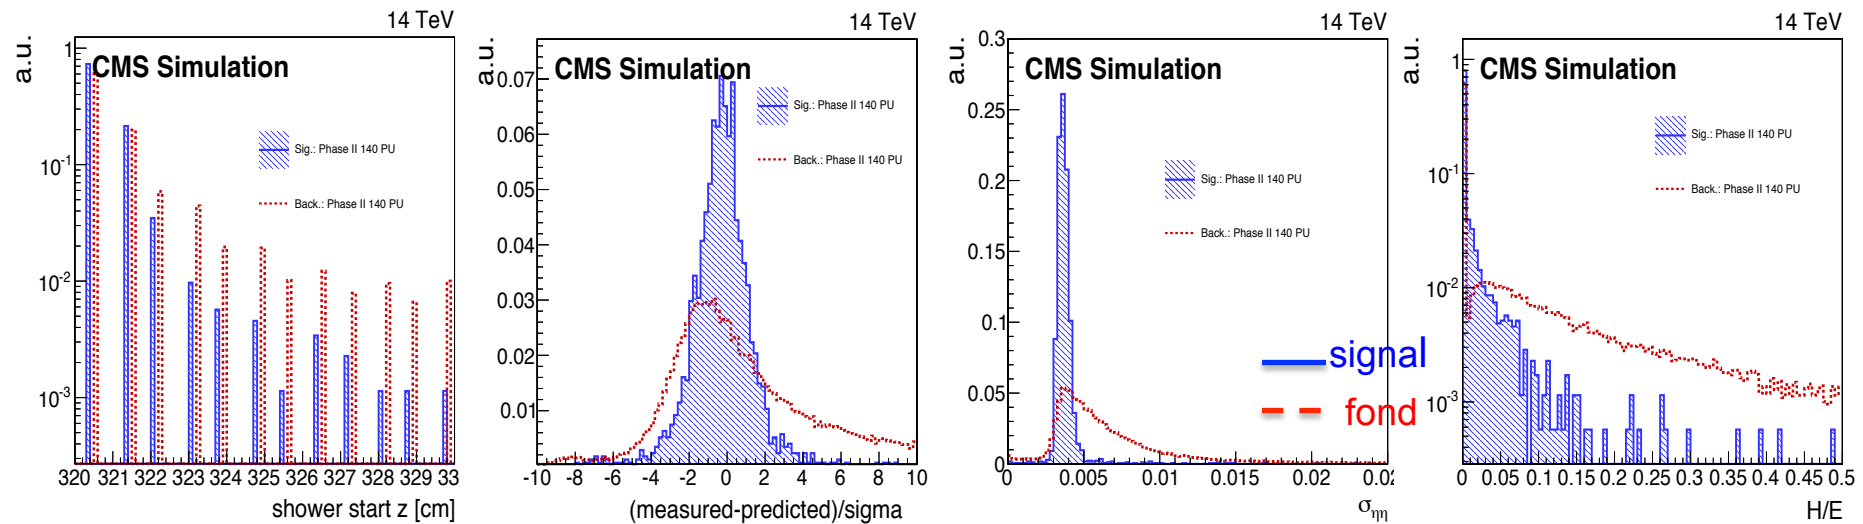 14 TeV
a.u.
CMS Simulation
1
10-1
10-2
10-3
Sig.: Phase II 140 PU
Back.: Phase II 140 PU
320 321 322 323 324 325 326 327 328 329 33
shower start z [cm]
14 TeV
a.u.
CMS Simulation
0.07
0.06
0.05
0.04
0.03
0.02
0.01
Sig.: Phase II 140 PU
Back.: Phase II 140 PU
-10 -8 -6 -4 -2 0 2 4 6 8 10
(measured-predicted)/sigma
14 TeV
a.u.
CMS Simulation
0.3
0.25
0.2
0.15
0.1
0.05
0
Sig.: Phase II 140 PU
Back.: Phase II 140 PU
signal
fond
0 0.005 0.01 0.015 0.02 0.02
σηη
14 TeV
a.u.
CMS Simulation
1
10-1
10-2
10-3
Sig.: Phase II 140 PU
Back.: Phase II 140 PU
0 0.05 0.1 0.15 0.2 0.25 0.3 0.35 0.4 0.45 0.5
H/E